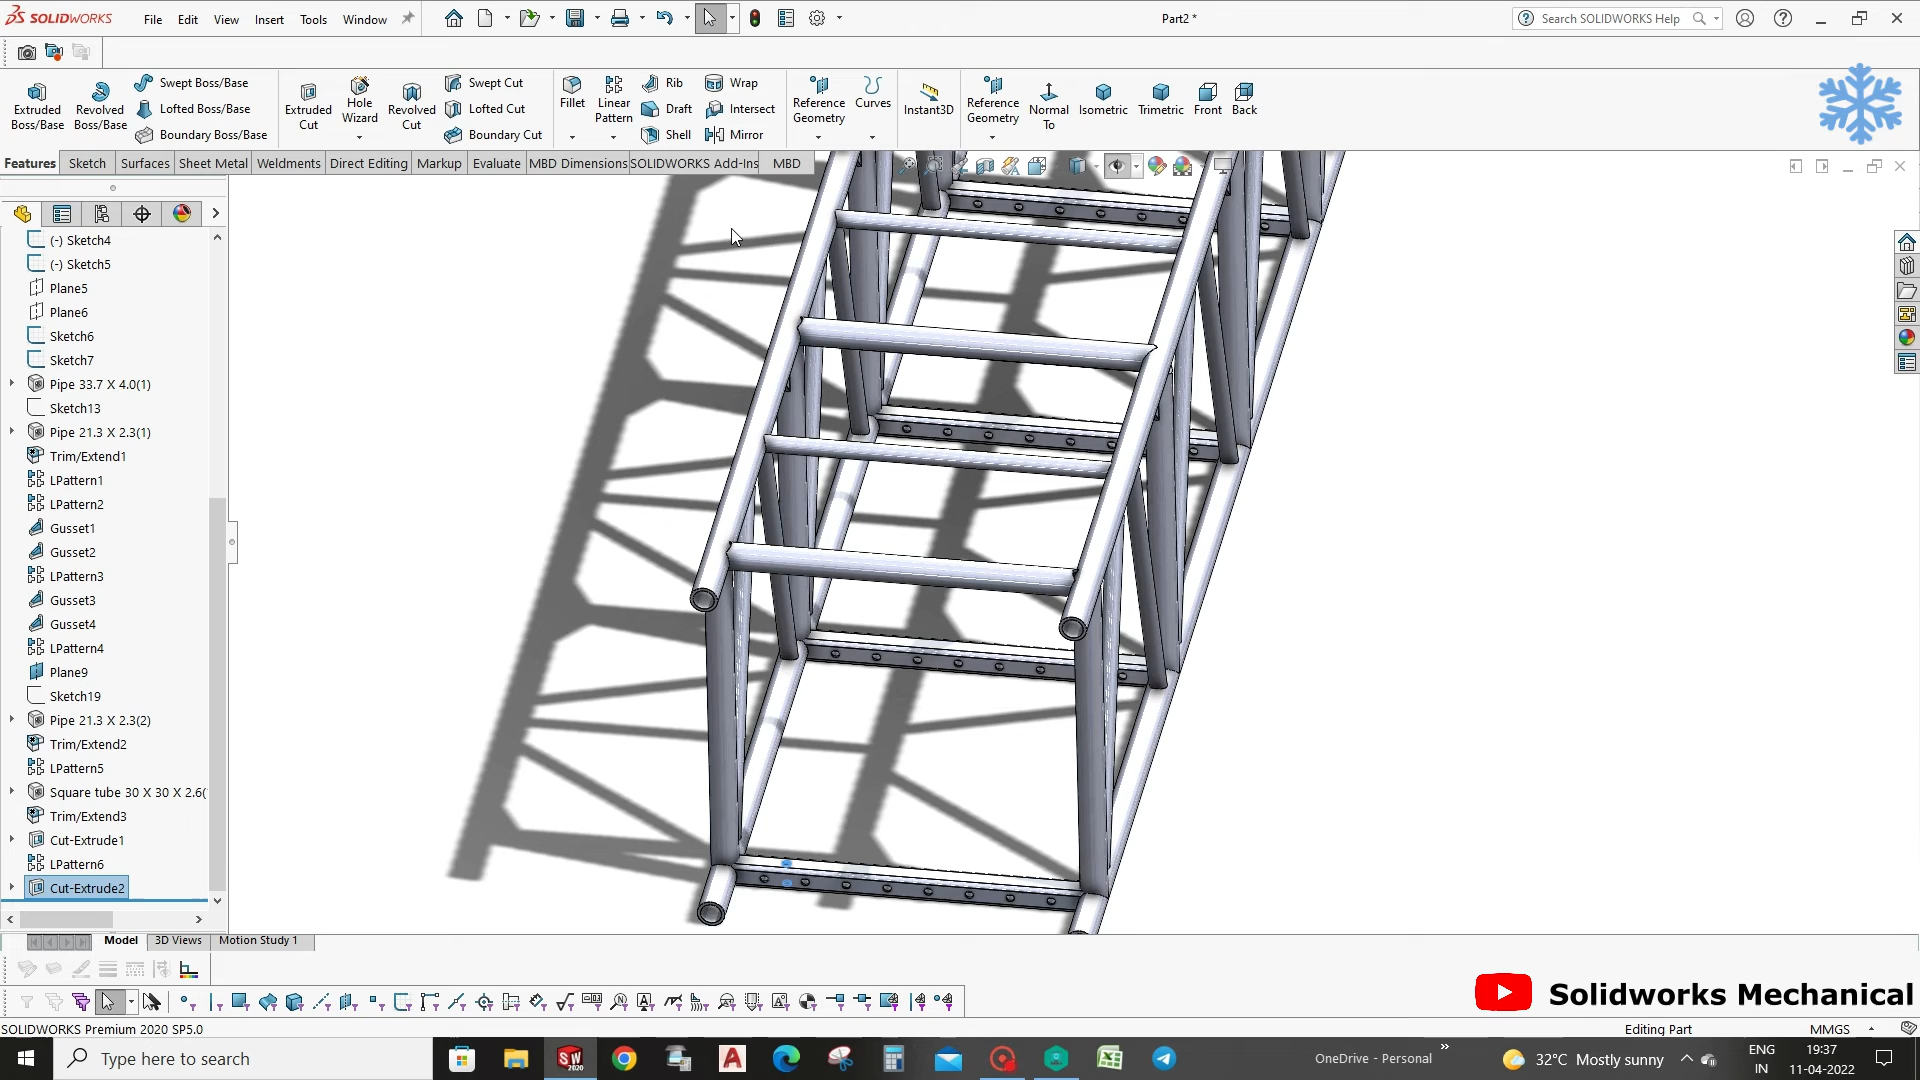 SOLIDWORKS
File Edit View Insert Tools Window
Part2 *
Search SOLIDWORKS Help
Extruded Boss/Base
Revolved Boss/Base
Swept Boss/Base
Lofted Boss/Base
Boundary Boss/Base
Extruded Cut
Hole Wizard
Revolved Cut
Swept Cut
Lofted Cut
Boundary Cut
Fillet
Linear Pattern
Rib
Draft
Shell
Wrap
Intersect
Mirror
Reference Geometry
Curves
Instant3D
Reference Geometry
Normal To
Isometric
Trimetric
Front
Back
Features Sketch Surfaces Sheet Metal Weldments Direct Editing Markup Evaluate MBD Dimensions SOLIDWORKS Add-Ins MBD
(-) Sketch4
(-) Sketch5
Plane5
Plane6
Sketch6
Sketch7
Pipe 33.7 X 4.0(1)
Sketch13
Pipe 21.3 X 2.3(1)
Trim/Extend1
LPattern1
LPattern2
Gusset1
Gusset2
LPattern3
Gusset3
Gusset4
LPattern4
Plane9
Sketch19
Pipe 21.3 X 2.3(2)
Trim/Extend2
LPattern5
Square tube 30 X 30 X 2.6(
Trim/Extend3
Cut-Extrude1
LPattern6
Cut-Extrude2
Model 3D Views Motion Study 1
Solidworks Mechanical
SOLIDWORKS Premium 2020 SP5.0
Editing Part
MMGS
Type here to search
SW 2020
OneDrive - Personal
32°C Mostly sunny
ENG
IN
19:37
11-04-2022